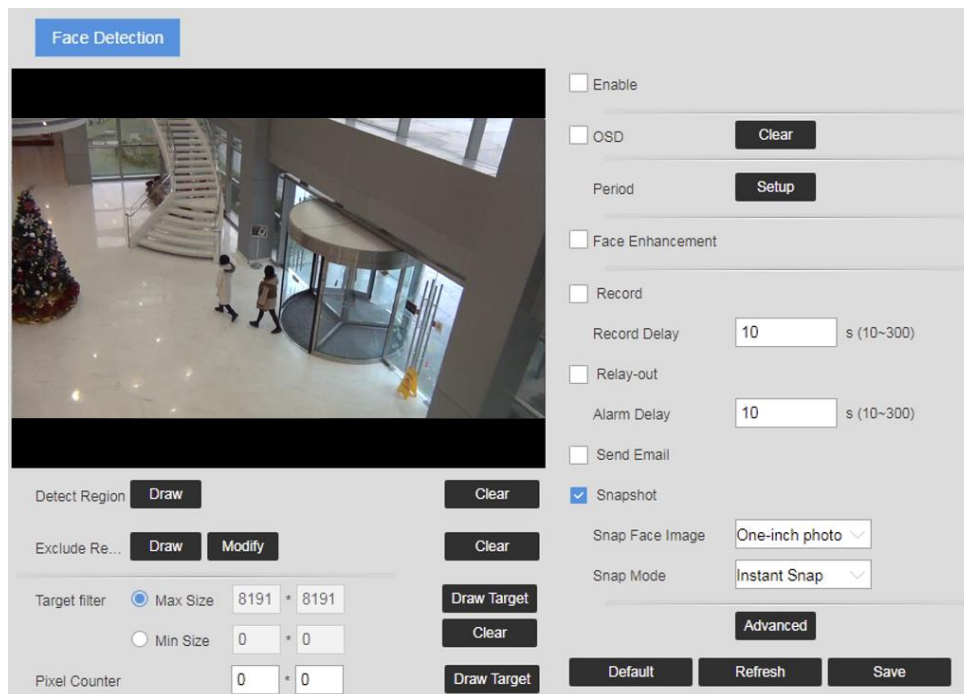 Face Detection
Enable
OSD Clear
Period Setup
Face Enhancement
Record
Record Delay 10 s (10~300)
Relay-out
Alarm Delay 10 s (10~300)
Send Email
Snapshot
Snap Face Image One-inch photo
Snap Mode Instant Snap
Advanced
Default Refresh Save
Detect Region Draw Clear
Exclude Re... Draw Modify Clear
Target filter Max Size 8191 * 8191 Draw Target
Min Size 0 * 0 Clear
Pixel Counter 0 * 0 Draw Target